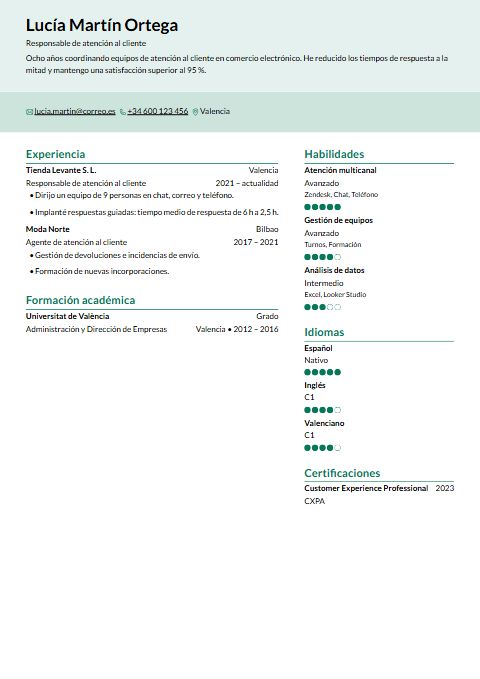 Lucía Martín Ortega
Responsable de atención al cliente
Ocho años coordinando equipos de atención al cliente en comercio electrónico. He reducido los tiempos de respuesta a la
mitad y mantengo una satisfacción superior al 95 %.
lucia.martin@correo.es +34 600 123 456 Valencia
Experiencia
Tienda Levante S. L. Valencia
Responsable de atención al cliente 2021 – actualidad
• Dirijo un equipo de 9 personas en chat, correo y teléfono.
• Implanté respuestas guiadas: tiempo medio de respuesta de 6 h a 2,5 h.
Moda Norte Bilbao
Agente de atención al cliente 2017 – 2021
• Gestión de devoluciones e incidencias de envío.
• Formación de nuevas incorporaciones.
Formación académica
Universitat de València Grado
Administración y Dirección de Empresas Valencia • 2012 – 2016
Habilidades
Atención multicanal
Avanzado
Zendesk, Chat, Teléfono
Gestión de equipos
Avanzado
Turnos, Formación
Análisis de datos
Intermedio
Excel, Looker Studio
Idiomas
Español
Nativo
Inglés
C1
Valenciano
C1
Certificaciones
Customer Experience Professional 2023
CXPA